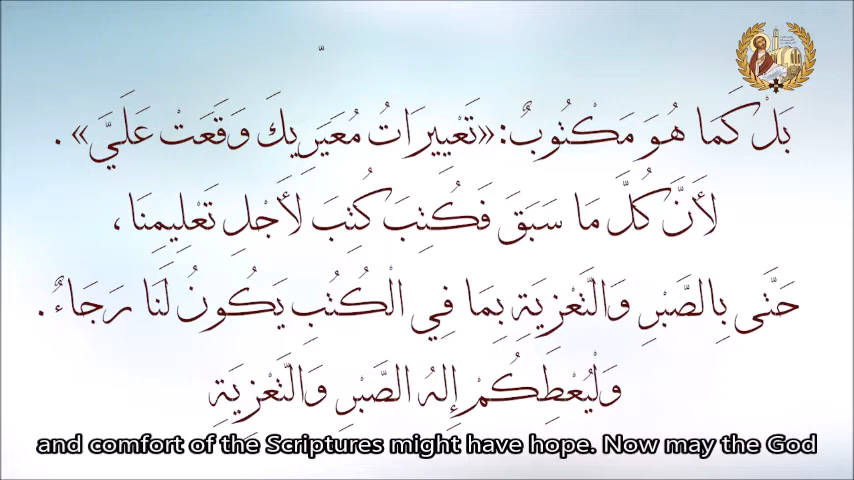 بَلْ كَمَا هُوَ مَكْتُوبٌ: «تَعْيِيرَاتُ مُعَيِّرِيكَ وَقَعَتْ عَلَيَّ».
لأَنَّ كُلَّ مَا سَبَقَ فَكُتِبَ كُتِبَ لأَجْلِ تَعْلِيمِنَا،
حَتَّى بِالصَّبْرِ وَالتَّعْزِيَةِ بِمَا فِي الْكُتُبِ يَكُونُ لَنَا رَجَاءٌ.
وَلْيُعْطِكُمْ إِلهُ الصَّبْرِ وَالتَّعْزِيَةِ
and comfort of the Scriptures might have hope. Now may the God